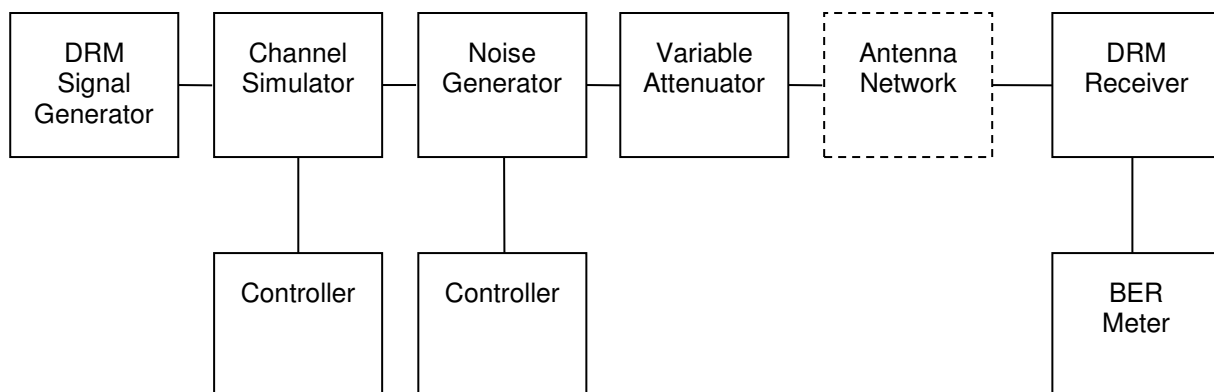 DRM
Signal
Generator
Channel
Simulator
Noise
Generator
Variable
Attenuator
Antenna
Network
DRM
Receiver
Controller
Controller
BER
Meter